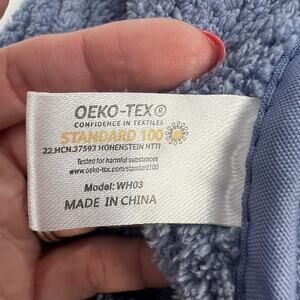 OEKO-TEX®
CONFIDENCE IN TEXTILES
STANDARD 100
22.HCN.37593 HOHENSTEIN HTTI
Tested for harmful substances
www.oeko-tex.com/standard100
Model: WH03
MADE IN CHINA